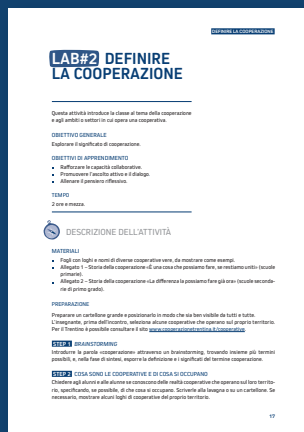 DEFINIRE LA COOPERAZIONE
LAB#2 DEFINIRE
LA COOPERAZIONE
Questa attività introduce la classe al tema della cooperazione
e agli ambiti o settori in cui opera una cooperativa.
OBIETTIVO GENERALE
Esplorare il significato di cooperazione.
OBIETTIVI DI APPRENDIMENTO
• Rafforzare le capacità collaborative.
• Promuovere l'ascolto attivo e il dialogo.
• Allenare il pensiero riflessivo.
TEMPO
2 ore e mezza.
DESCRIZIONE DELL'ATTIVITÀ
MATERIALI
• Fogli con loghi e nomi di diverse cooperative vere, da mostrare come esempi.
• Allegato 1 – Storia della cooperazione «È una cosa che possiamo fare, se restiamo uniti» (scuole
primarie).
• Allegato 2 – Storia della cooperazione «La differenza la possiamo fare già ora» (scuole seconda-
rie di primo grado).
PREPARAZIONE
Preparare un cartellone grande e posizionarlo in modo che sia ben visibile da tutti e tutte.
L'insegnante, prima dell'incontro, seleziona alcune cooperative che operano sul proprio territorio.
Per il Trentino è possibile consultare il sito www.cooperazionetrentina.it/cooperative.
STEP 1 BRAINSTORMING
Introdurre la parola «cooperazione» attraverso un brainstorming, trovando insieme più termini
possibili e, nella fase di sintesi, esporre la definizione e i significati del termine cooperazione.
STEP 2 COSA SONO LE COOPERATIVE E DI COSA SI OCCUPANO
Chiedere agli alunni e alle alunne se conoscono delle realtà cooperative che operano sul loro territo-
rio, specificando, se possibile, di che cosa si occupano. Scriverle alla lavagna o su un cartellone. Se
necessario, mostrare alcuni loghi di cooperative del proprio territorio.
17